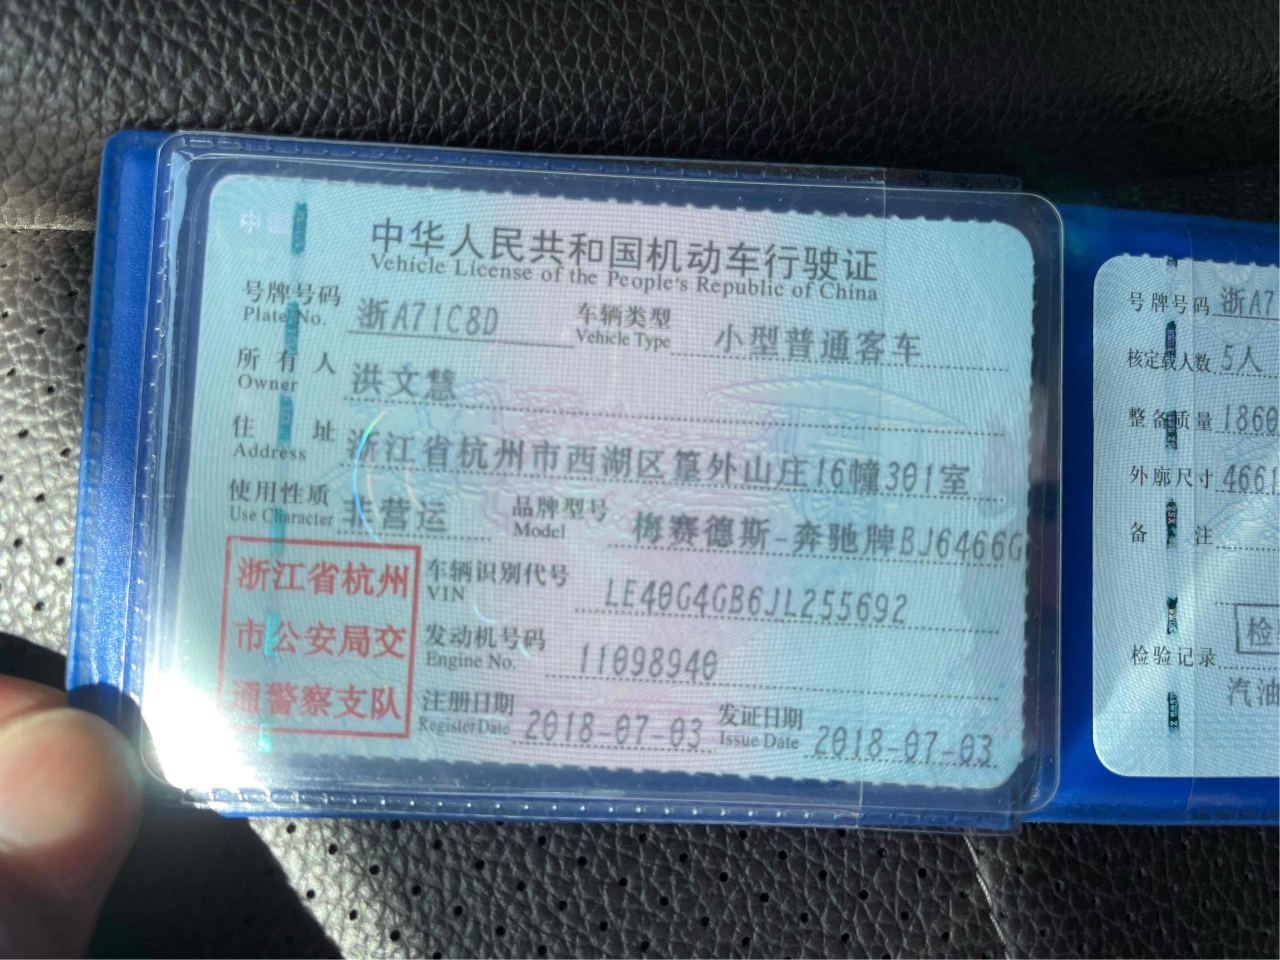 中华人民共和国机动车行驶证
Vehicle License of the People's Republic of China
号牌号码 浙A71C8D 车辆类型 小型普通客车
Plate No. Vehicle Type
所有人 洪文慧
Owner
住址 浙江省杭州市西湖区篁外山庄16幢301室
Address
使用性质 非营运 品牌型号 梅赛德斯-奔驰牌BJ6466G
Use Character Model
浙江省杭州
市公安局交
通警察支队
车辆识别代号 LE40G4GB6JL255692
VIN
发动机号码 11098940
Engine No.
注册日期 2018-07-03 发证日期 2018-07-03
Register Date Issue Date
号牌号码 浙A7
核定载人数 5人
整备质量 1860
外廓尺寸 4661
备注
检
检验记录
汽油